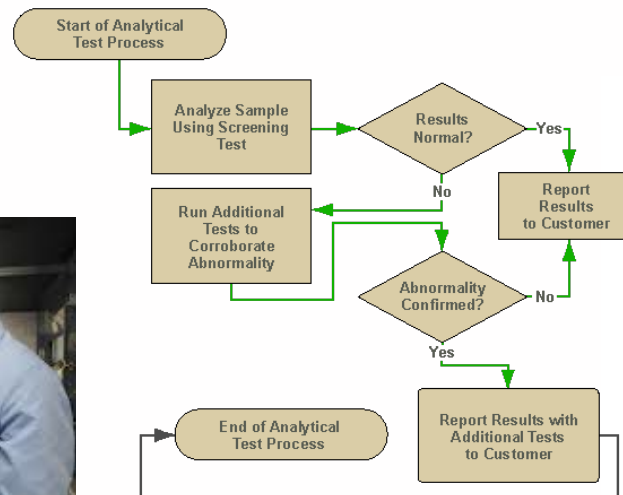 Start of Analytical
Test Process
Analyze Sample
Using Screening
Test
Results
Normal?
Yes
No
Report
Results
to Customer
Run Additional
Tests to
Corroborate
Abnormality
Abnormality
Confirmed?
No
Yes
End of Analytical
Test Process
Report Results with
Additional Tests
to Customer